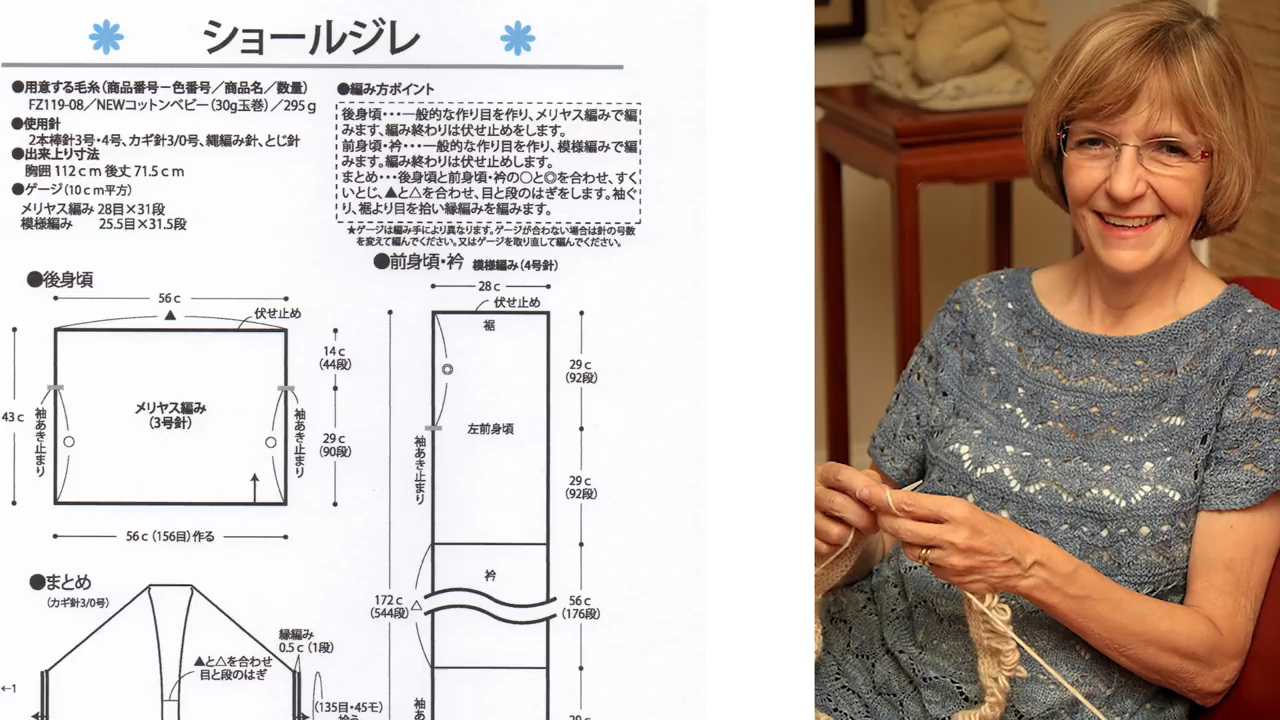 ショールジレ
●用意する毛糸(商品番号−色番号／商品名／数量)
FZ119-08／NEWコットンベビー(30g玉巻)／295g
●使用針
2本棒針3号・4号、カギ針3/0号、縄編み針、とじ針
●出来上り寸法
胸囲 112cm 後丈 71.5cm
●ゲージ(10cm平方)
メリヤス編み 28目×31段
模様編み 25.5目×31.5段
●編み方ポイント
後身頃・・・一般的な作り目を作り、メリヤス編みで編
みます、編み終わりは伏せ止めをします。
前身頃・衿・・・一般的な作り目を作、模様編みで編
みます。編み終わりは伏せ止めします。
まとめ・・・後身頃と前身頃・衿の○と◎を合わせ、すく
いとじ、▲と△を合わせ、目と段のはぎをします。袖ぐ
り、裾より目を拾い縁編みを編みます。
★ゲージは編み手により異なります。ゲージが合わない場合は針の号数
を変えて編んでください。又はゲージを取り直して編んでください。
●後身頃
56c
▲
伏せ止め
14c
(44段)
43c
袖あき止まり
○
メリヤス編み
(3号針)
○
袖あき止まり
29c
(90段)
56c(156目)作る
●前身頃・衿 模様編み(4号針)
28c
伏せ止め
裾
◎
29c
(92段)
左前身頃
袖あき止まり
29c
(92段)
衿
172c
(544段)
△
56c
(176段)
袖あ
29c
●まとめ
(カギ針3/0号)
縁編み
0.5c(1段)
▲と△を合わせ
目と段のはぎ
←1
(135目・45モ)